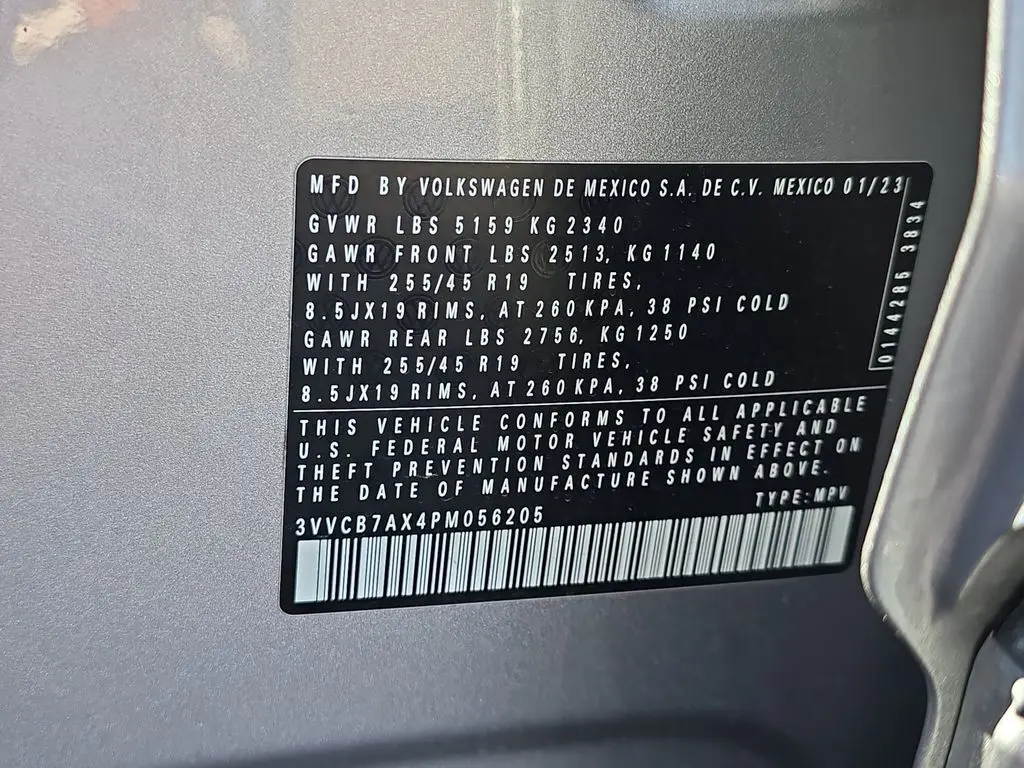 MFD BY VOLKSWAGEN DE MEXICO S.A. DE C.V. MEXICO 01/23
GVWR LBS 5159 KG 2340
GAWR FRONT LBS 2513, KG 1140
WITH 255/45 R19 TIRES,
8.5JX19 RIMS, AT 260 KPA, 38 PSI COLD
GAWR REAR LBS 2756, KG 1250
WITH 255/45 R19 TIRES,
8.5JX19 RIMS, AT 260 KPA, 38 PSI COLD
0144285 3834
THIS VEHICLE CONFORMS TO ALL APPLICABLE
U.S. FEDERAL MOTOR VEHICLE SAFETY AND
THEFT PREVENTION STANDARDS IN EFFECT ON
THE DATE OF MANUFACTURE SHOWN ABOVE.
TYPE: MPV
3VVCB7AX4PM056205